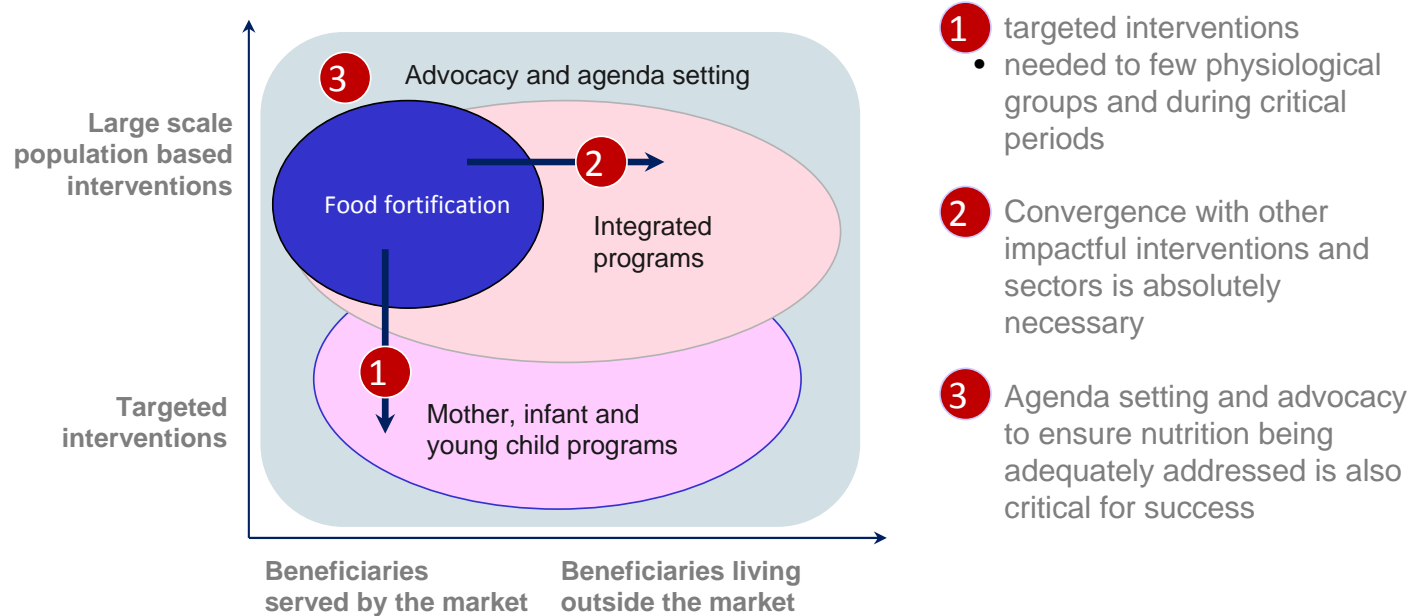 3
Advocacy and agenda setting
Large scale
population based
interventions
2
Food fortification
Integrated
programs
1
Targeted
interventions
Mother, infant and
young child programs
Beneficiaries
served by the market
Beneficiaries living
outside the market
1 targeted interventions
• needed to few physiological
groups and during critical
periods
2 Convergence with other
impactful interventions and
sectors is absolutely
necessary
3 Agenda setting and advocacy
to ensure nutrition being
adequately addressed is also
critical for success